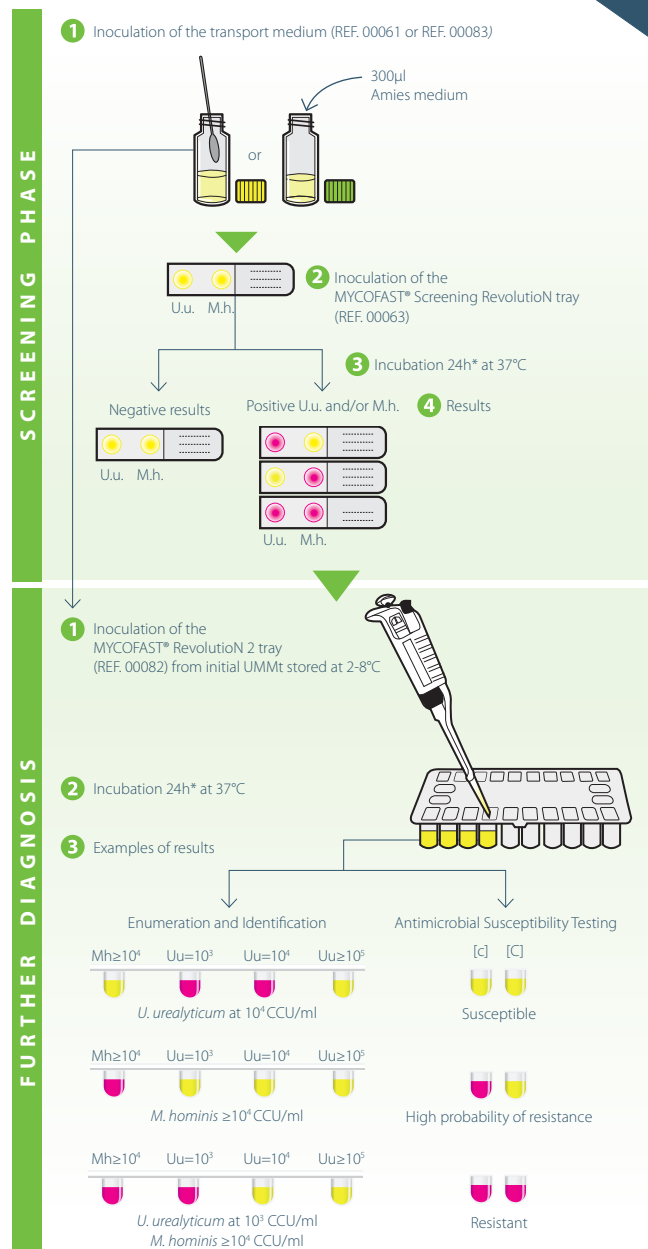 SCREENING PHASE
1 Inoculation of the transport medium (REF. 00061 or REF. 00083)
300µl
Amies medium
or
2 Inoculation of the
MYCOFAST® Screening RevolutioN tray
(REF. 00063)
U.u. M.h.
3 Incubation 24h* at 37°C
Negative results
Positive U.u. and/or M.h.
4 Results
U.u. M.h.
U.u. M.h.
FURTHER DIAGNOSIS
1 Inoculation of the
MYCOFAST® RevolutioN 2 tray
(REF. 00082) from initial UMMt stored at 2-8°C
2 Incubation 24h* at 37°C
3 Examples of results
Enumeration and Identification
Mh≥10⁴ Uu=10³ Uu=10⁴ Uu≥10⁵
U. urealyticum at 10⁴ CCU/ml
Mh≥10⁴ Uu=10³ Uu=10⁴ Uu≥10⁵
M. hominis ≥10⁴ CCU/ml
Mh≥10⁴ Uu=10³ Uu=10⁴ Uu≥10⁵
U. urealyticum at 10³ CCU/ml
M. hominis ≥10⁴ CCU/ml
Antimicrobial Susceptibility Testing
[c] [C]
Susceptible
High probability of resistance
Resistant